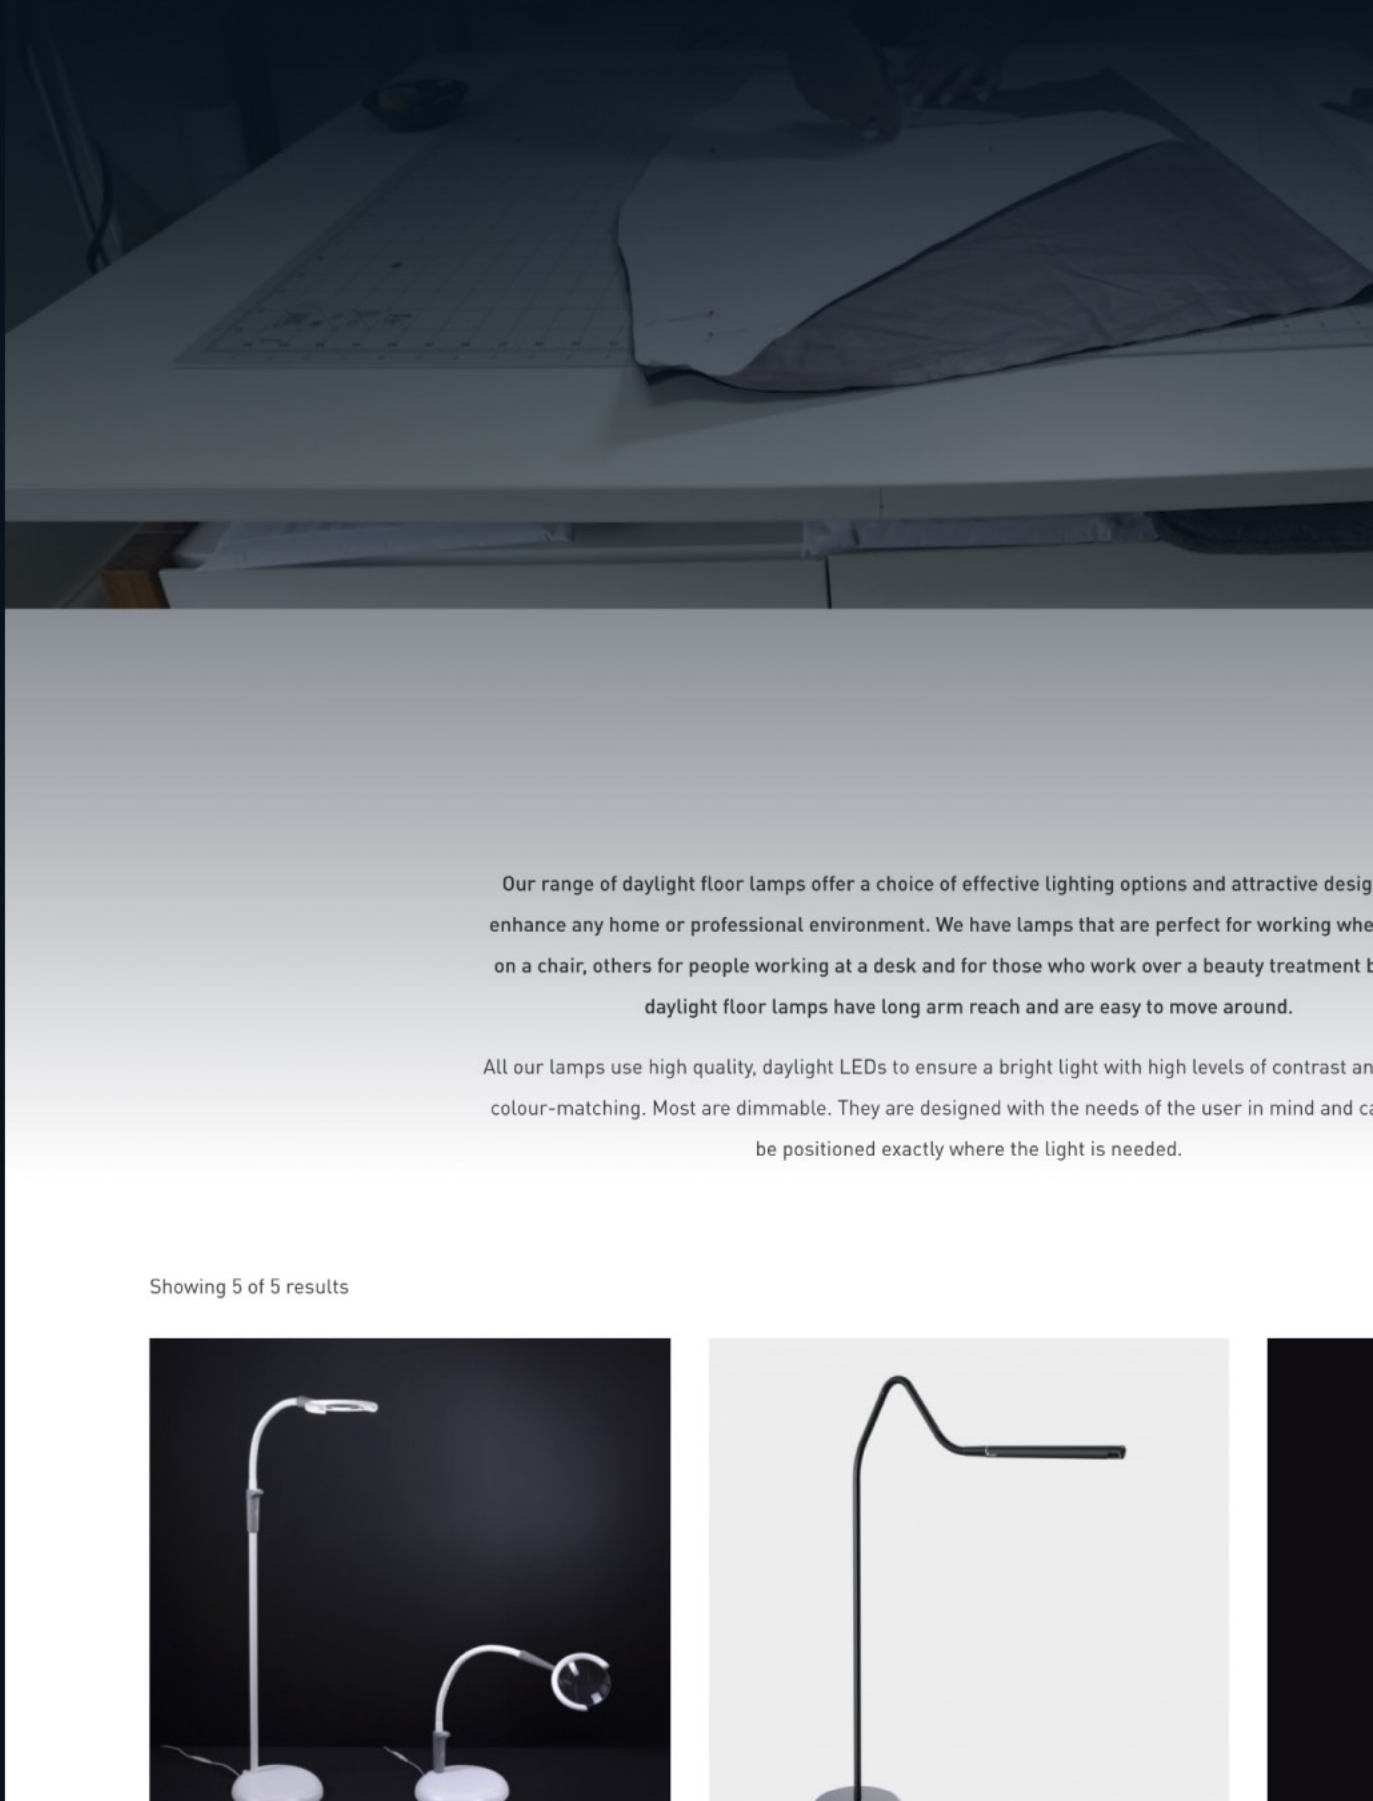 Our range of daylight floor lamps offer a choice of effective lighting options and attractive
enhance any home or professional environment. We have lamps that are perfect for working
on a chair, others for people working at a desk and for those who work over a beauty treatment
daylight floor lamps have long arm reach and are easy to move around.
All our lamps use high quality, daylight LEDs to ensure a bright light with high levels of contrast
colour-matching. Most are dimmable. They are designed with the needs of the user in mind and
be positioned exactly where the light is needed.
Showing 5 of 5 results